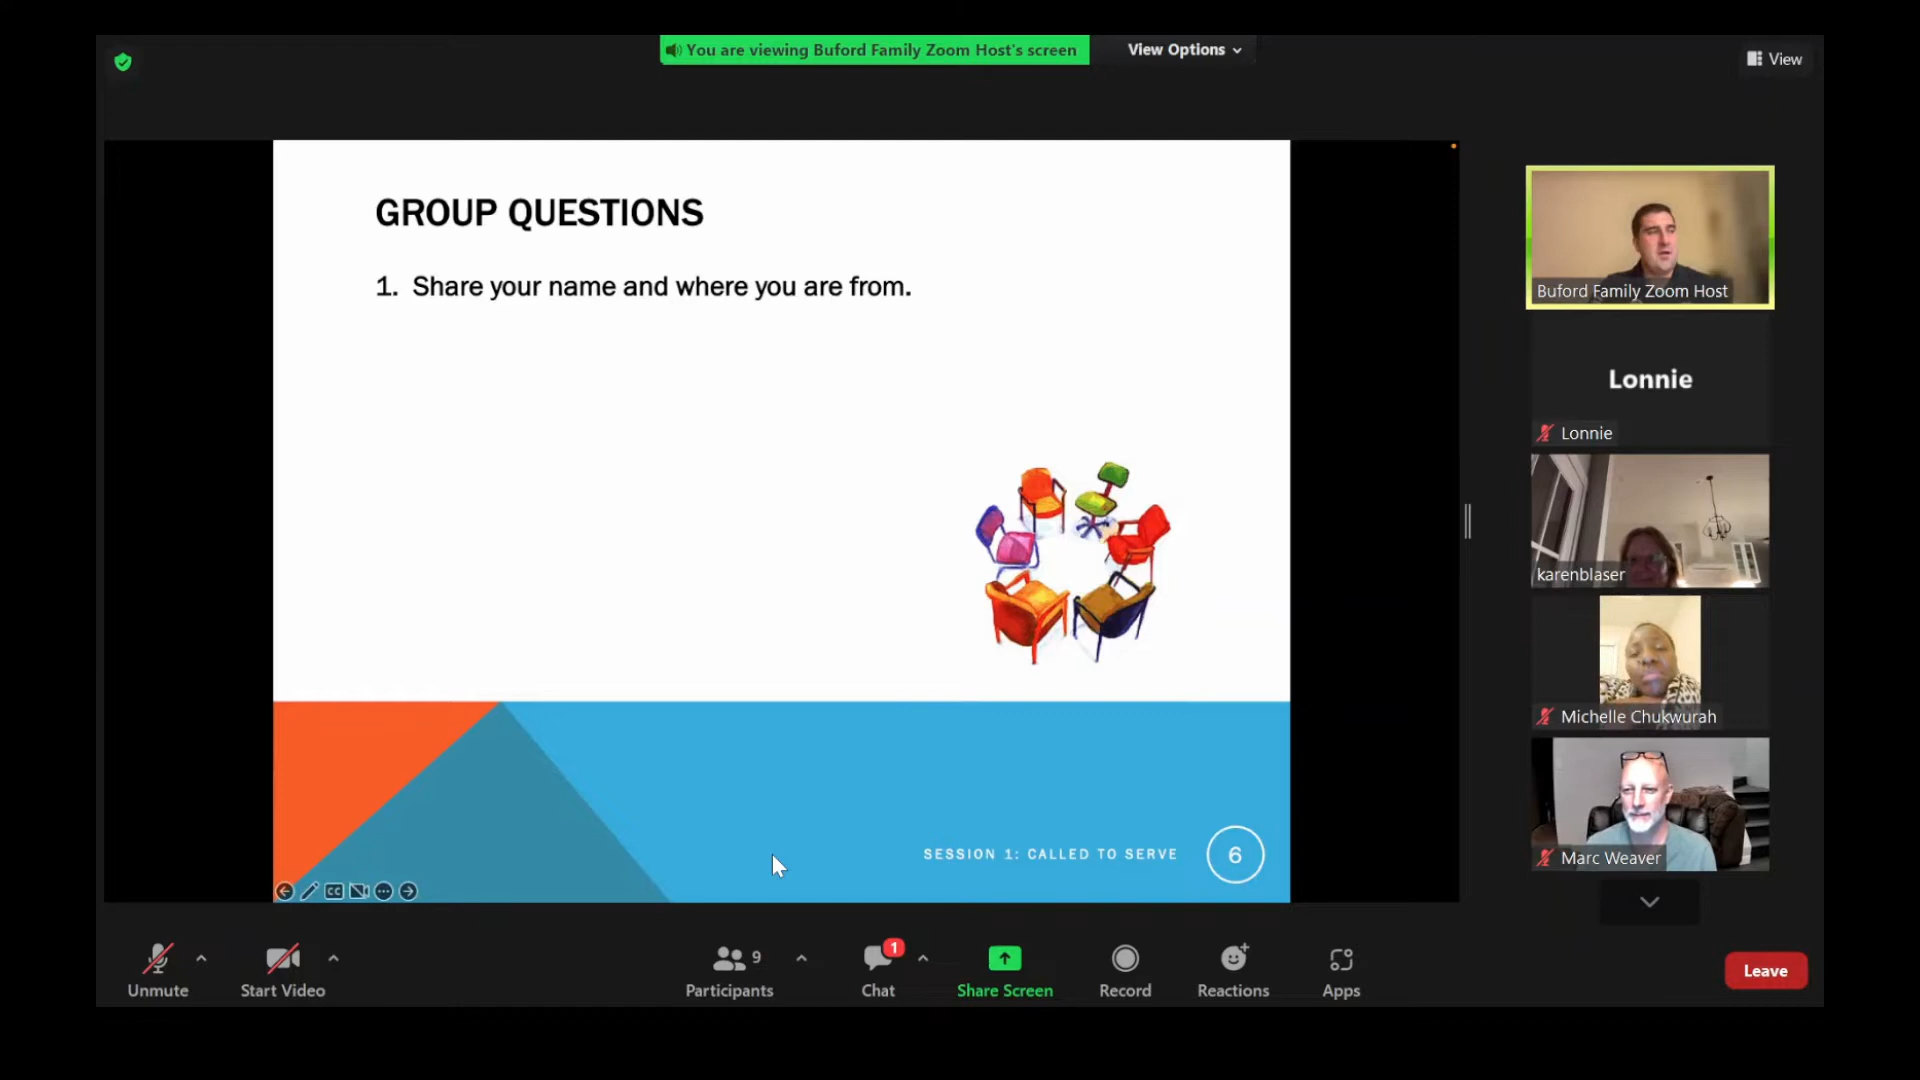 You are viewing Buford Family Zoom Host's screen
View Options
View
GROUP QUESTIONS
1. Share your name and where you are from.
SESSION 1: CALLED TO SERVE
6
CC
Buford Family Zoom Host
Lonnie
Lonnie
karenblaser
Michelle Chukwurah
Marc Weaver
Unmute
Start Video
9
Participants
1
Chat
Share Screen
Record
Reactions
Apps
Leave